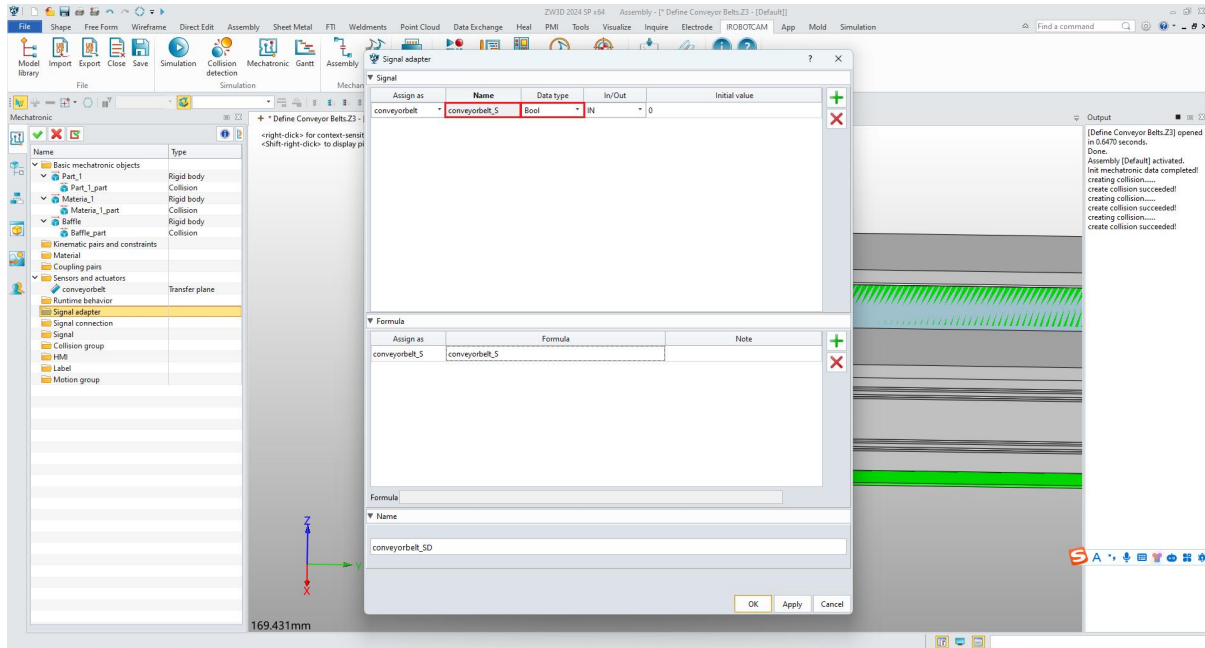 ZW3D 2024 SP x64 Assembly - [* Define Conveyor Belts.Z3 - [Default]]
File Shape Free Form Wireframe Direct Edit Assembly Sheet Metal FTI Weldments Point Cloud Data Exchange Heal PMI Tools Visualize Inquire Electrode IROBOTCAM App Mold Simulation Find a command
Model library Import Export Close Save Simulation Collision detection Mechatronic Gantt Assembly
File Simulation Mechan
Mechatronic
+ * Define Conveyor Belts.Z3 - [
<right-click> for context-sensit
<Shift-right-click> to display pi
Name Type
Basic mechatronic objects
Part_1 Rigid body
Part_1_part Collision
Materia_1 Rigid body
Materia_1_part Collision
Baffle Rigid body
Baffle_part Collision
Kinematic pairs and constraints
Material
Coupling pairs
Sensors and actuators
conveyorbelt Transfer plane
Runtime behavior
Signal adapter
Signal connection
Signal
Collision group
HMI
Label
Motion group
Signal adapter ? X
Signal
Assign as Name Data type In/Out Initial value
conveyorbelt conveyorbelt_S Bool IN 0
Formula
Assign as Formula Note
conveyorbelt_S conveyorbelt_S
Formula
Name
conveyorbelt_SD
OK Apply Cancel
Z
Y
X
169.431mm
Output
[Define Conveyor Belts.Z3] opened
in 0.6470 seconds.
Done.
Assembly [Default] activated.
Init mechatronic data completed!
creating collision......
create collision succeeded!
creating collision......
create collision succeeded!
creating collision......
create collision succeeded!
S A